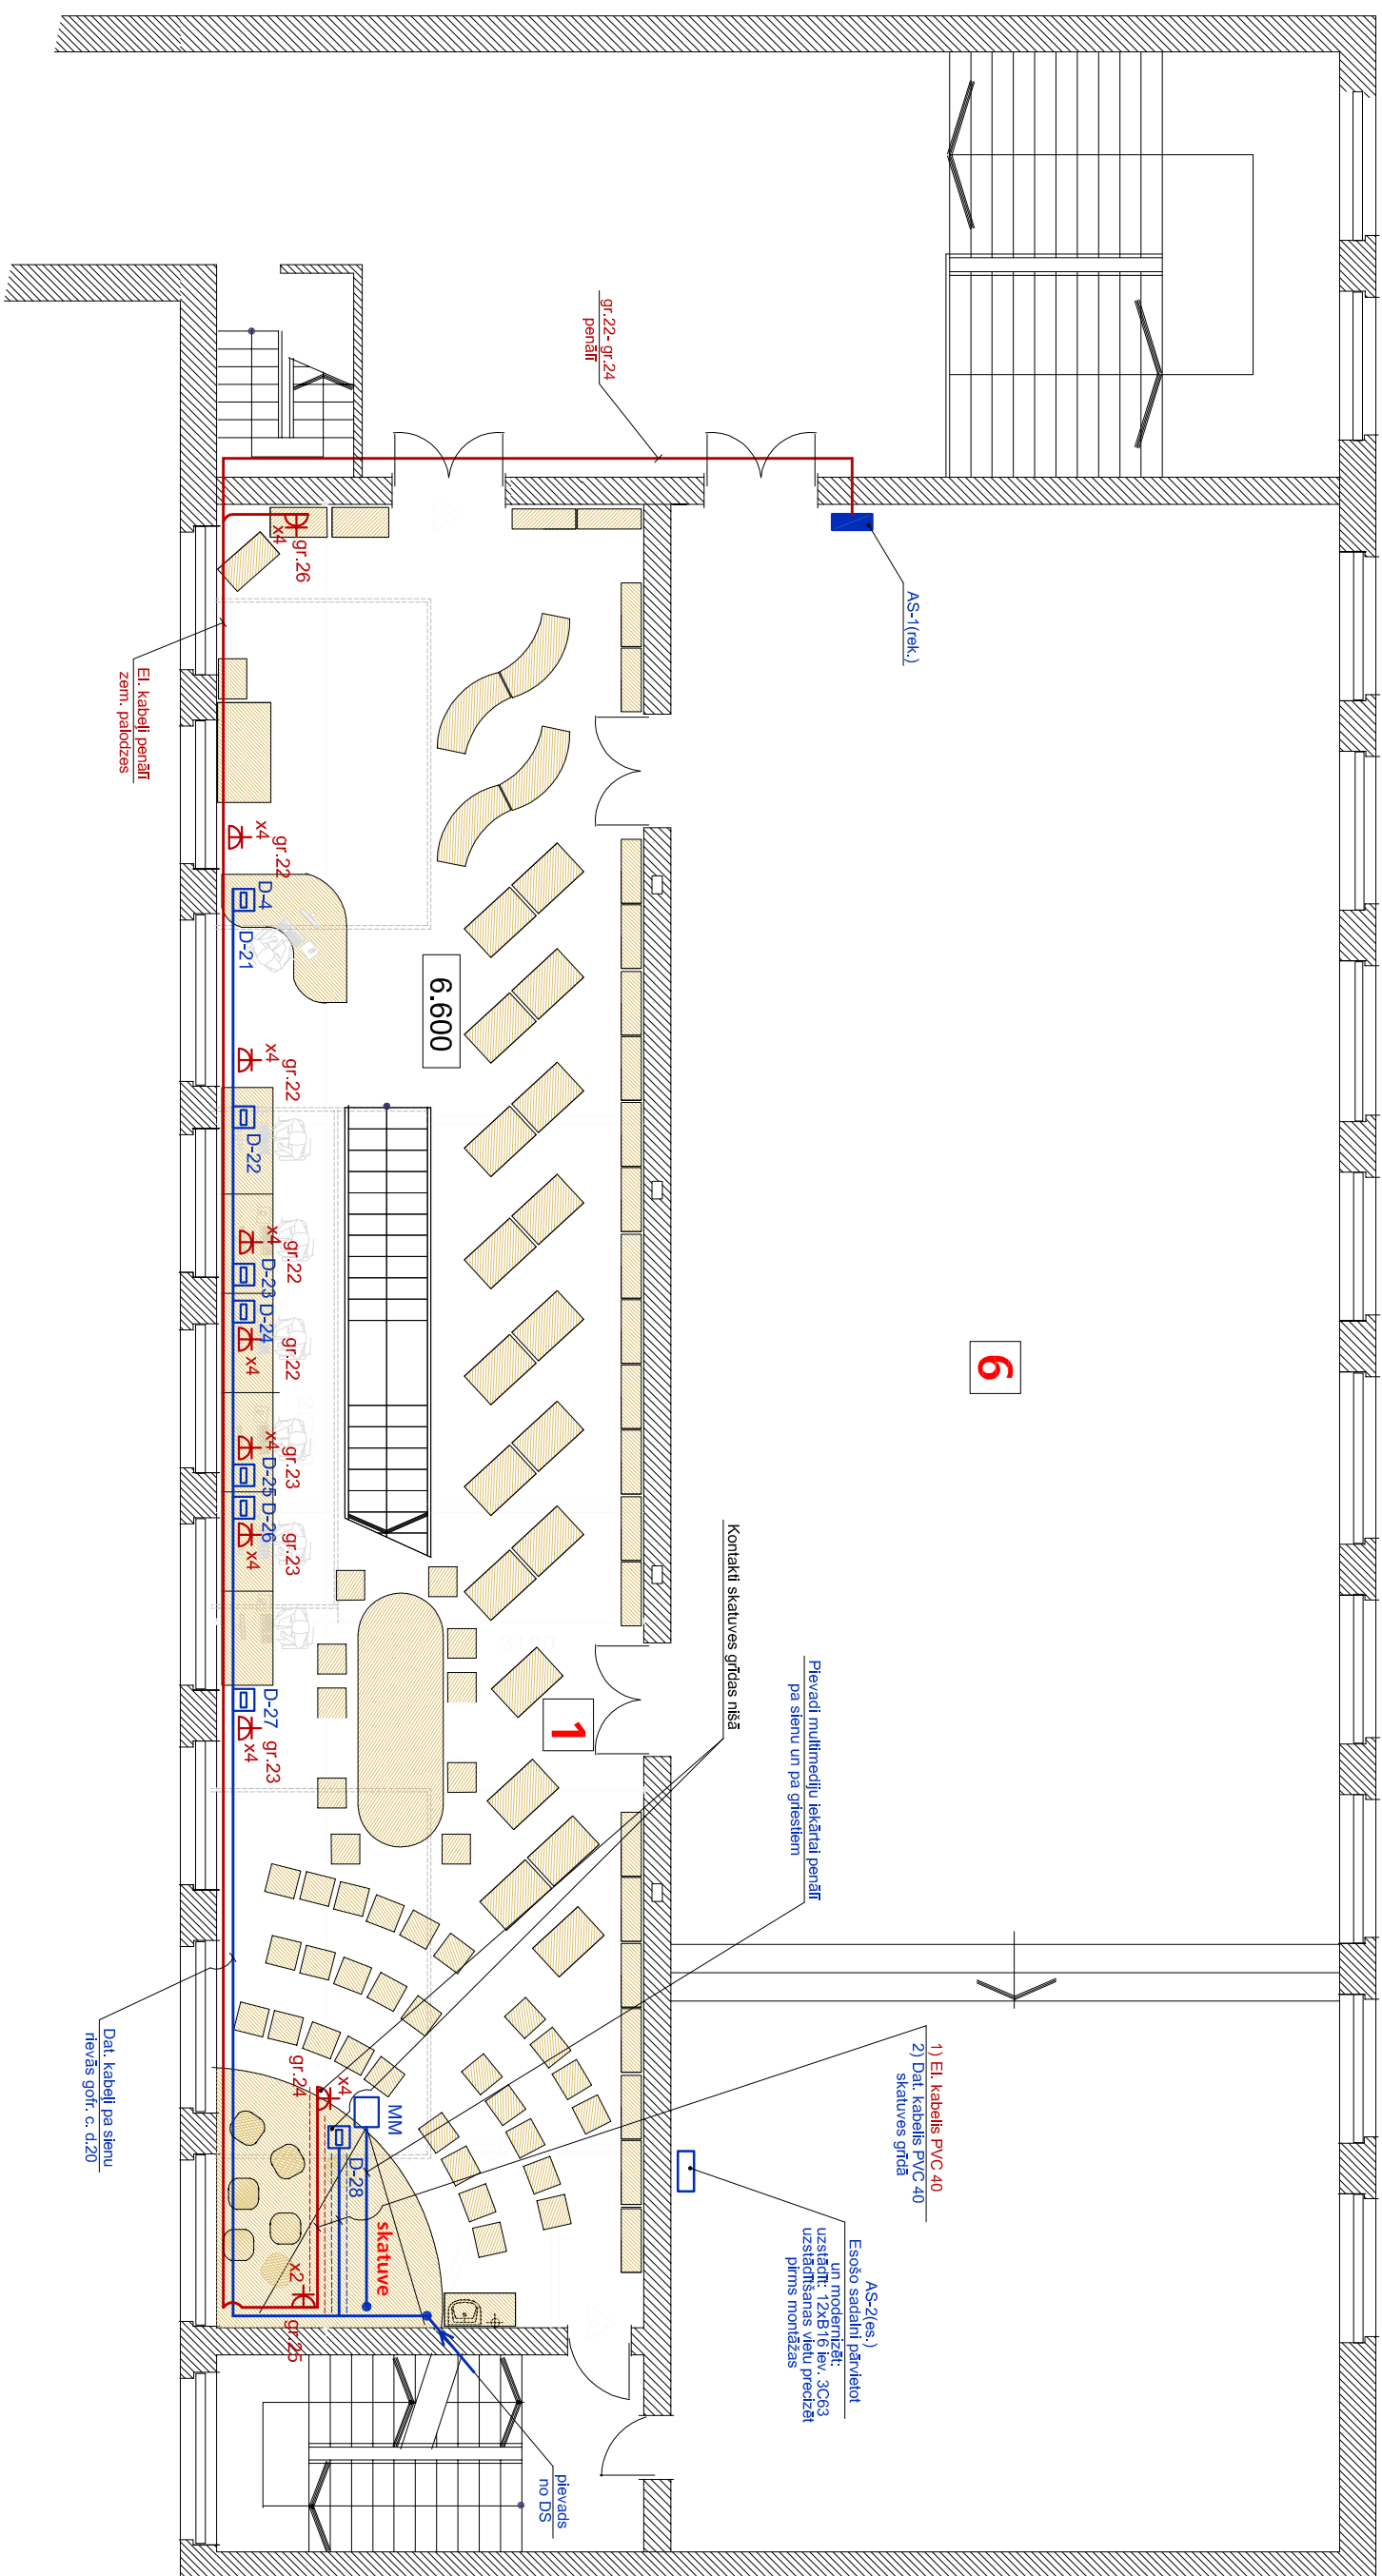 gr.22- gr.24
penālī
AS-1(rek.)
gr.26
x4
El. kabeļi penālī
zem. palodzes
gr.22
x4
D-4
D-21
6.600
gr.22
x4
D-22
gr.22
x4
D-23
D-24
gr.22
x4
6
gr.23
x4
D-25
D-26
gr.23
x4
Kontakti skatuves grīdas nišā
1
D-27
gr.23
x4
Pievadi multimediju iekārtai penālī
pa sienu un pa griestiem
Dat. kabeļi pa sienu
rievās gofr. c. d.20
1) El. kabelis PVC 40
2) Dat. kabelis PVC 40
skatuves grīdā
gr.24
x4
MM
D-28
skatuve
x2
gr.25
AS-2(es.)
Esošo sadalni pārvietot
un modernizēt:
uzstādīt: 12xB16 iev. 3C63
uzstādīšanas vietu precizēt
pirms montāžas
pievads
no DS